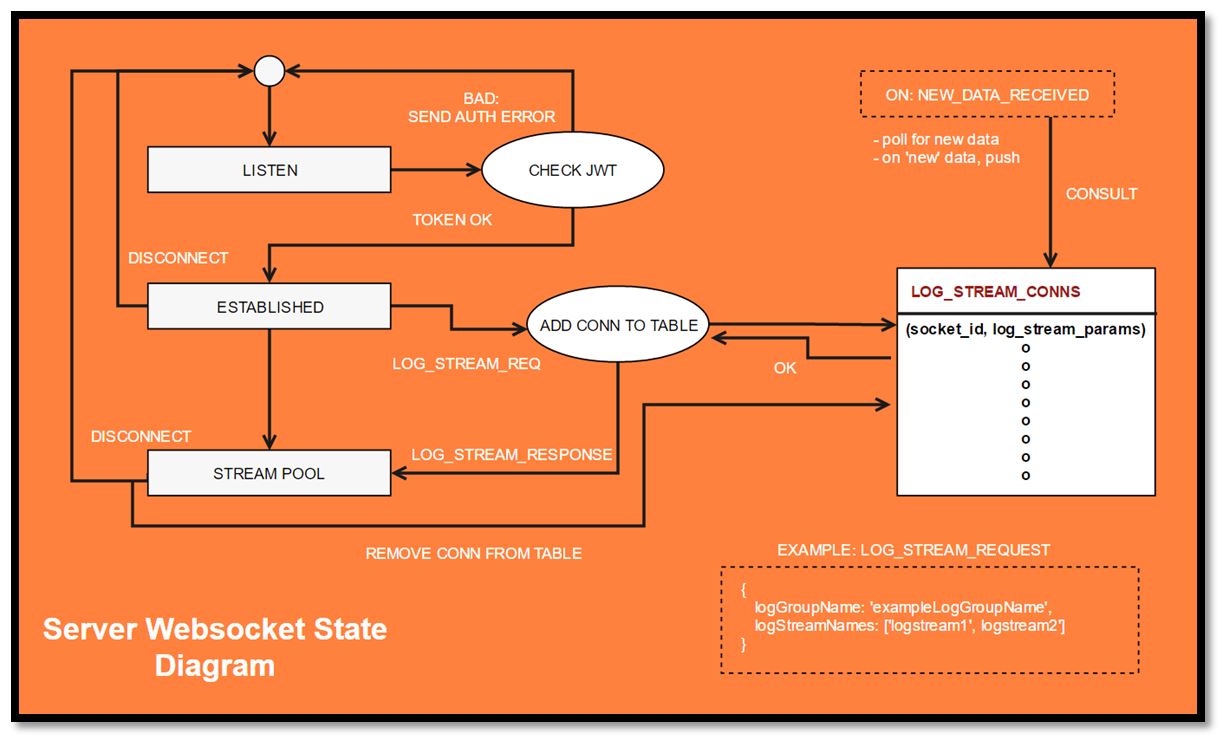 BAD:
SEND AUTH ERROR
LISTEN
CHECK JWT
TOKEN OK
DISCONNECT
ESTABLISHED
ADD CONN TO TABLE
LOG_STREAM_REQ
OK
DISCONNECT
LOG_STREAM_RESPONSE
STREAM POOL
REMOVE CONN FROM TABLE
ON: NEW_DATA_RECEIVED
- poll for new data
- on 'new' data, push
CONSULT
LOG_STREAM_CONNS
(socket_id, log_stream_params)
o
o
o
o
o
o
o
o
EXAMPLE: LOG_STREAM_REQUEST
{
logGroupName: 'exampleLogGroupName',
logStreamNames: ['logstream1', logstream2']
}
Server Websocket State
Diagram